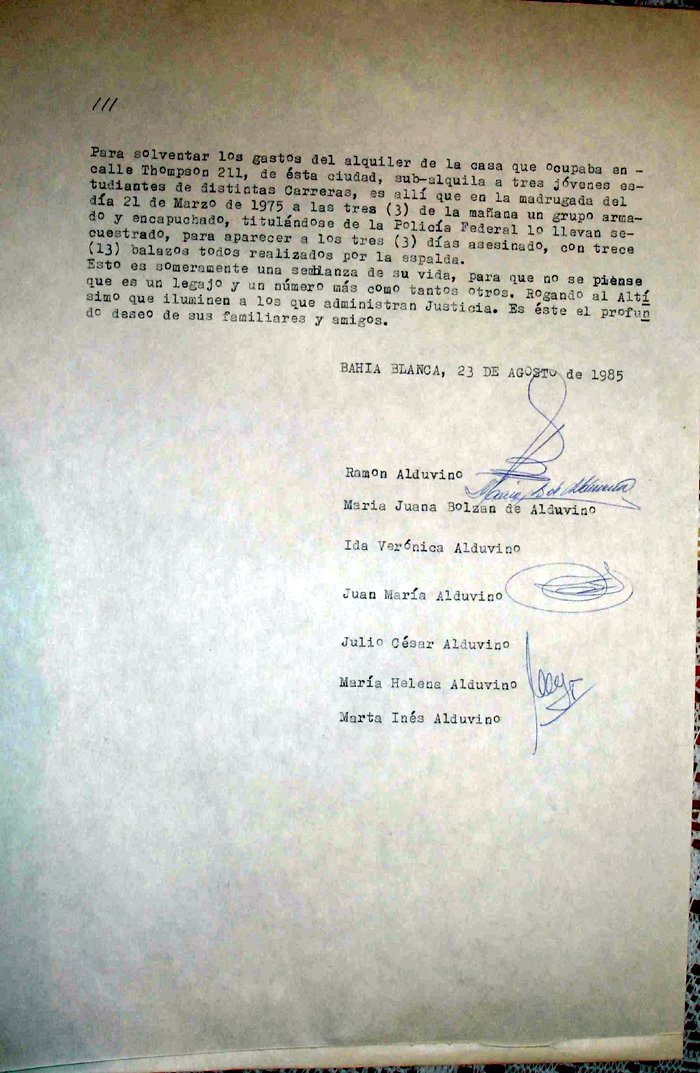 ///
Para solventar los gastos del alquiler de la casa que ocupaba en -
calle Thompson 211, de ésta ciudad, sub-alquila a tres jóvenes es-
tudiantes de distintas Carreras, es allí que en la madrugada del
día 21 de Marzo de 1975 a las tres (3) de la mañana un grupo arma-
do y encapuchado, titulándose de la Policía Federal lo llevan se-
cuestrado, para aparecer a los tres (3) días asesinado, con trece
(13) balazos todos realizados por la espalda.
Esto es someramente una semblanza de su vida, para que no se piense
que es un legajo y un número más como tantos otros. Rogando al Altí
simo que iluminen a los que administran Justicia. Es éste el profun
do deseo de sus familiares y amigos.
BAHIA BLANCA, 23 DE AGOSTO de 1985
Ramon Alduvino
Maria Juana Bolzan de Alduvino
Ida Verónica Alduvino
Juan María Alduvino
Julio César Alduvino
María Helena Alduvino
Marta Inés Alduvino